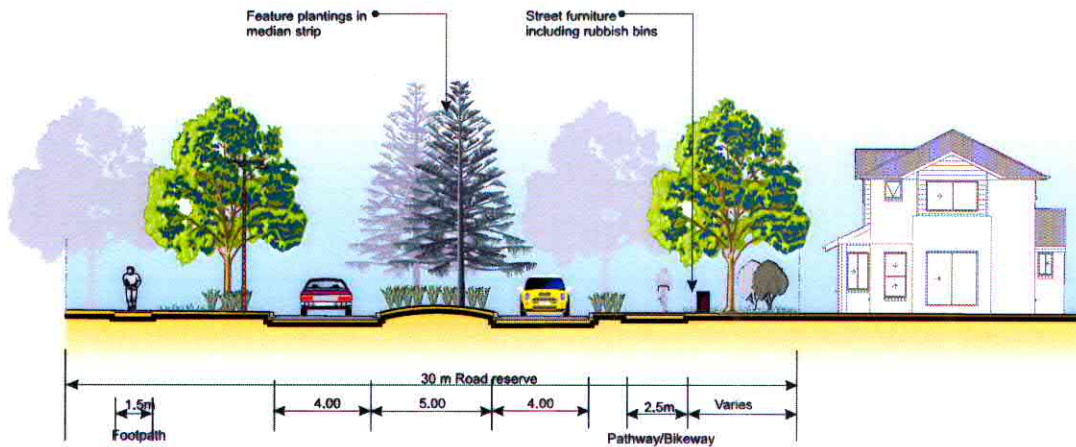 Feature plantings in
median strip
Street furniture
including rubbish bins
30 m Road reserve
1.5m
4.00
5.00
4.00
2.5m
Varies
Footpath
Pathway/Bikeway